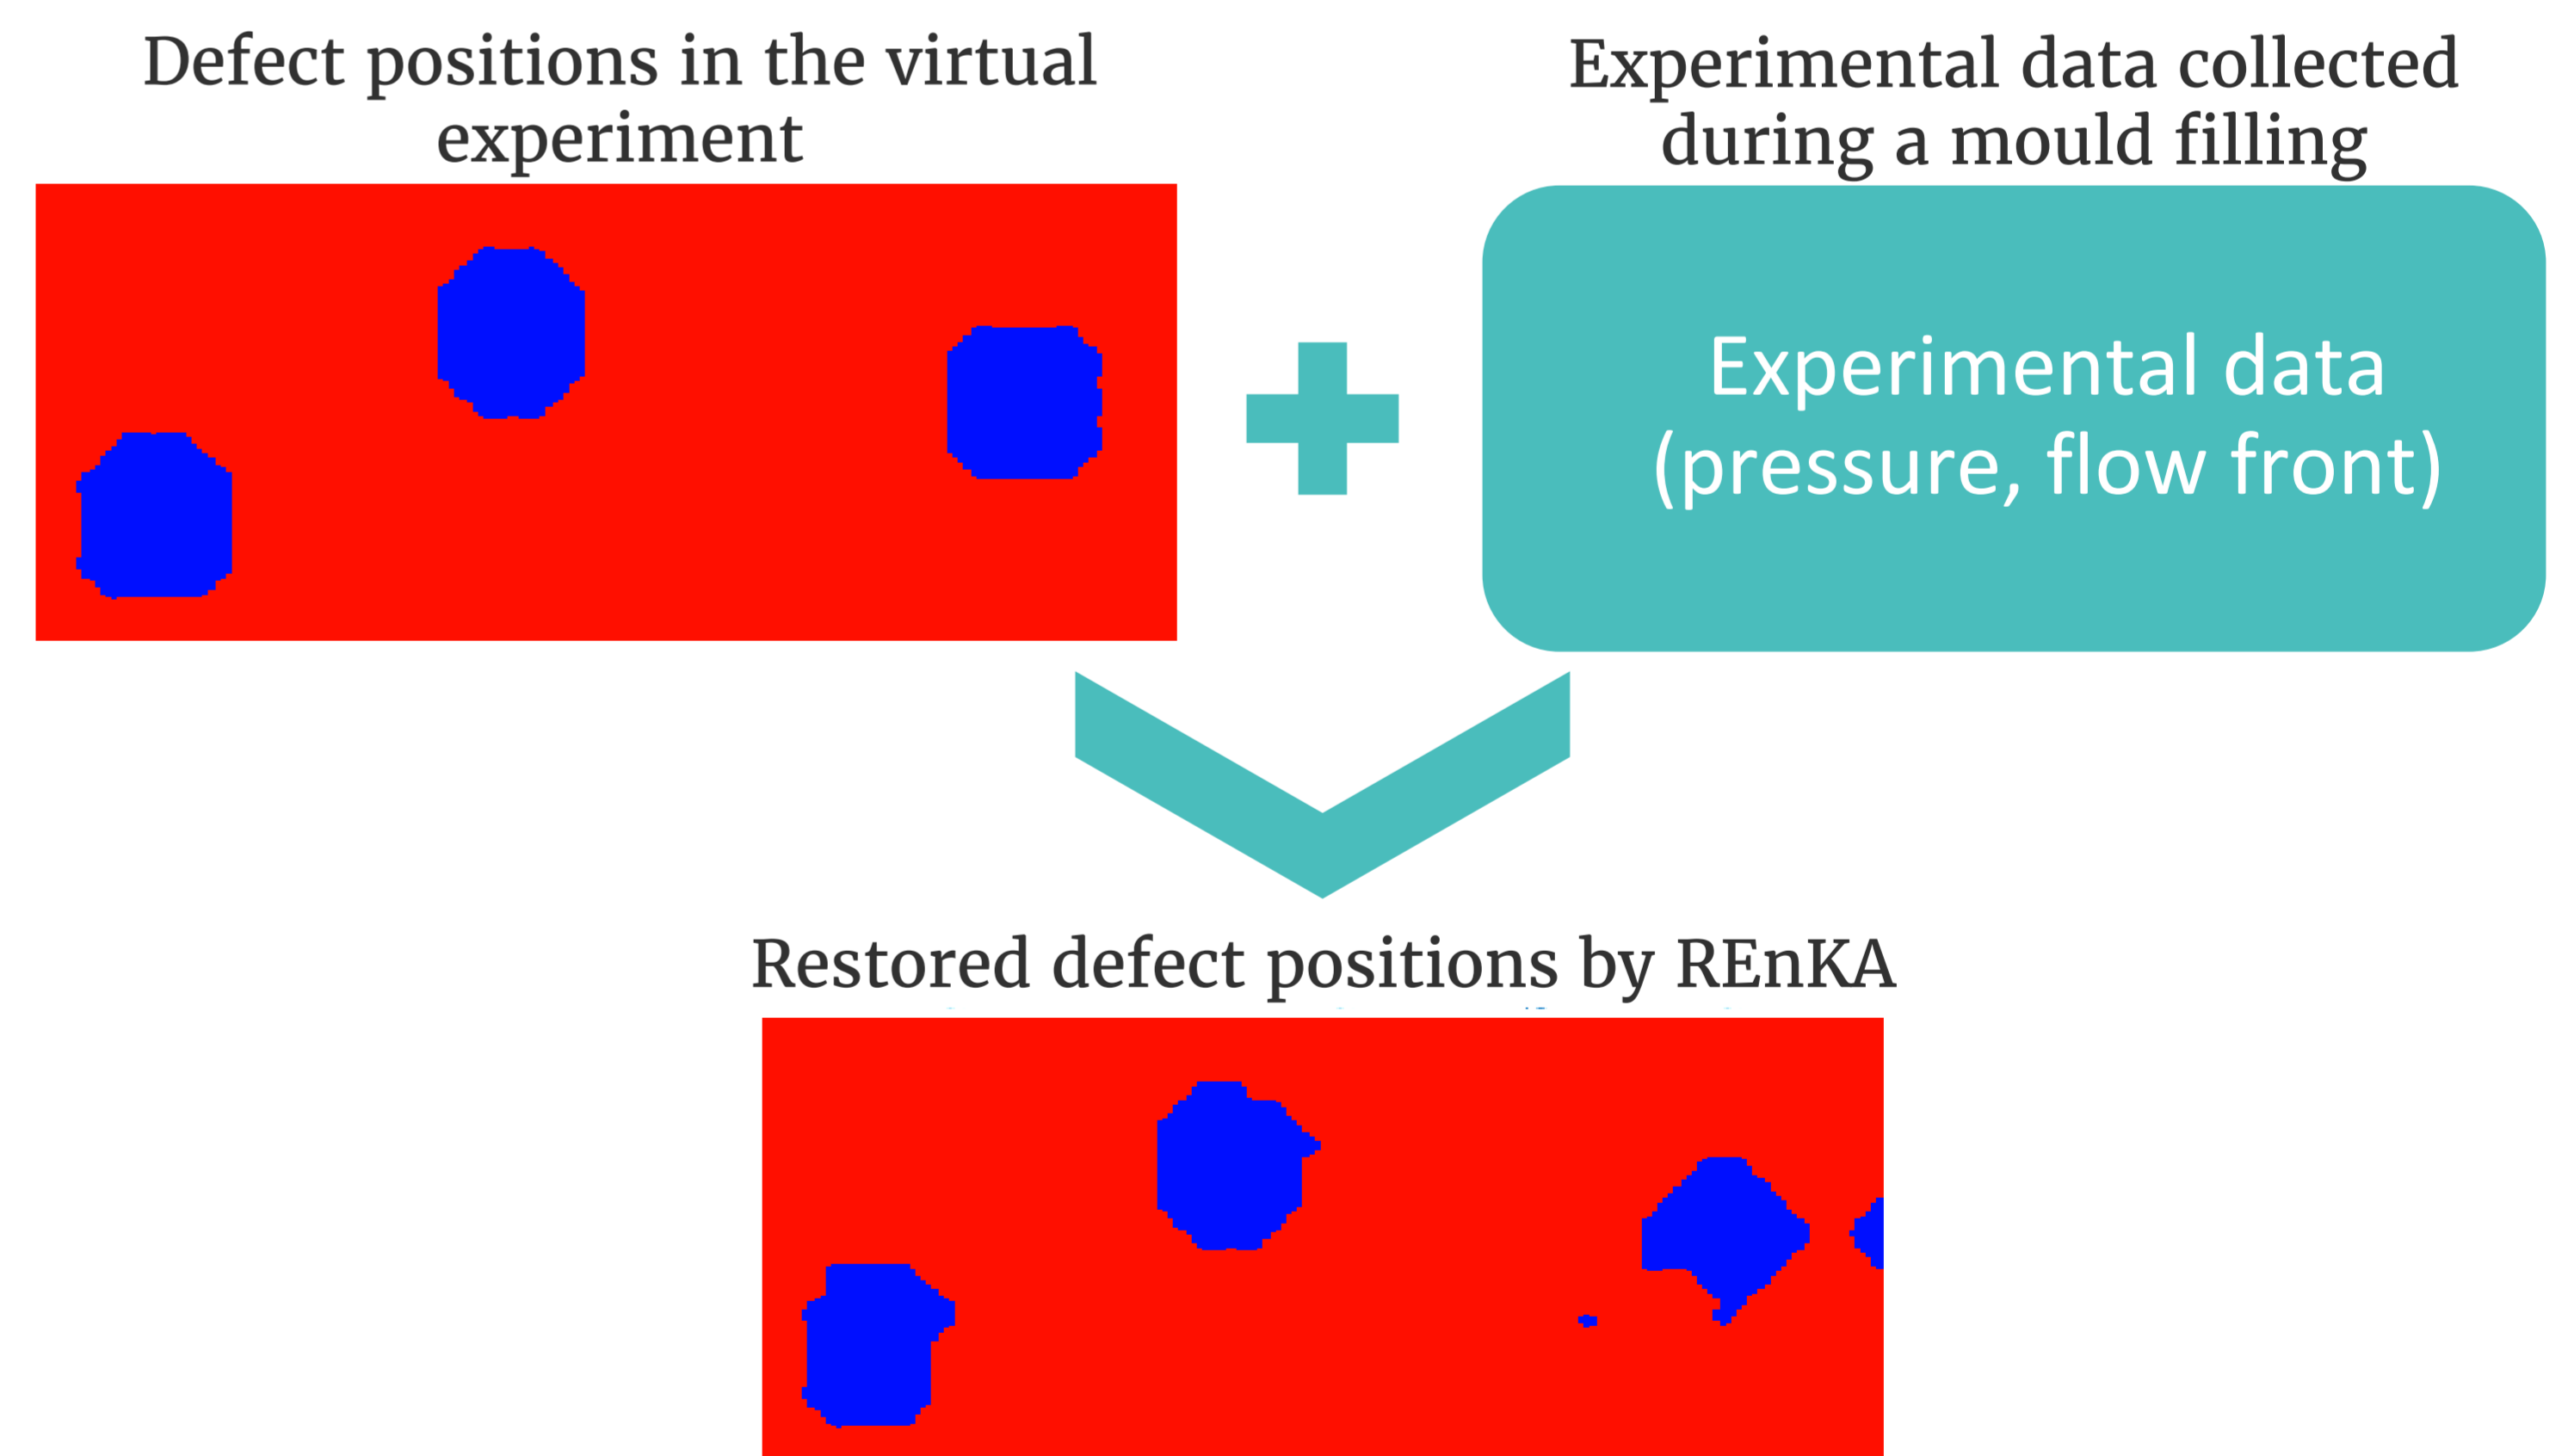 Defect positions in the virtual
experiment
Experimental data collected
during a mould filling
Experimental data
(pressure, flow front)
Restored defect positions by REnKA